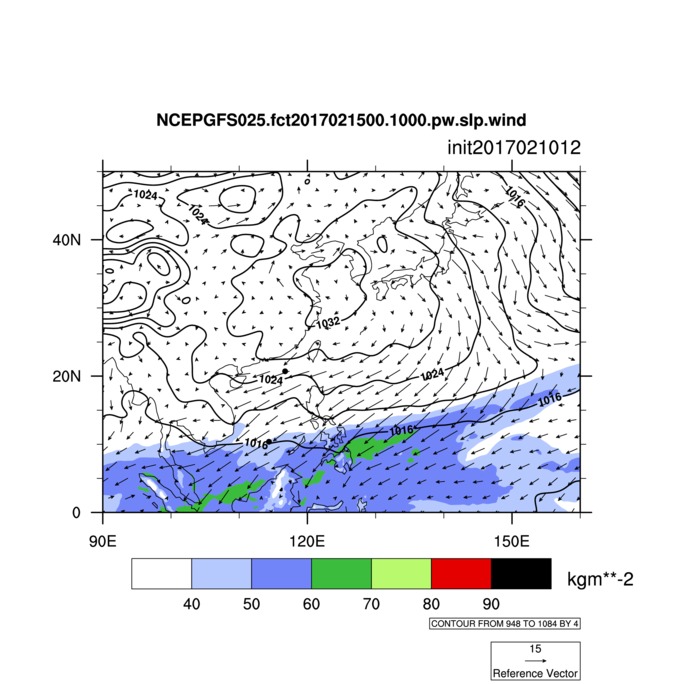 NCEPGFS025.fct2017021500.1000.pw.slp.wind
init2017021012
1024
1024
1016
40N
1032
20N
1024
1024
1016
1016
1016
0
90E 120E 150E
40 50 60 70 80 90
kgm**-2
CONTOUR FROM 948 TO 1084 BY 4
15
Reference Vector